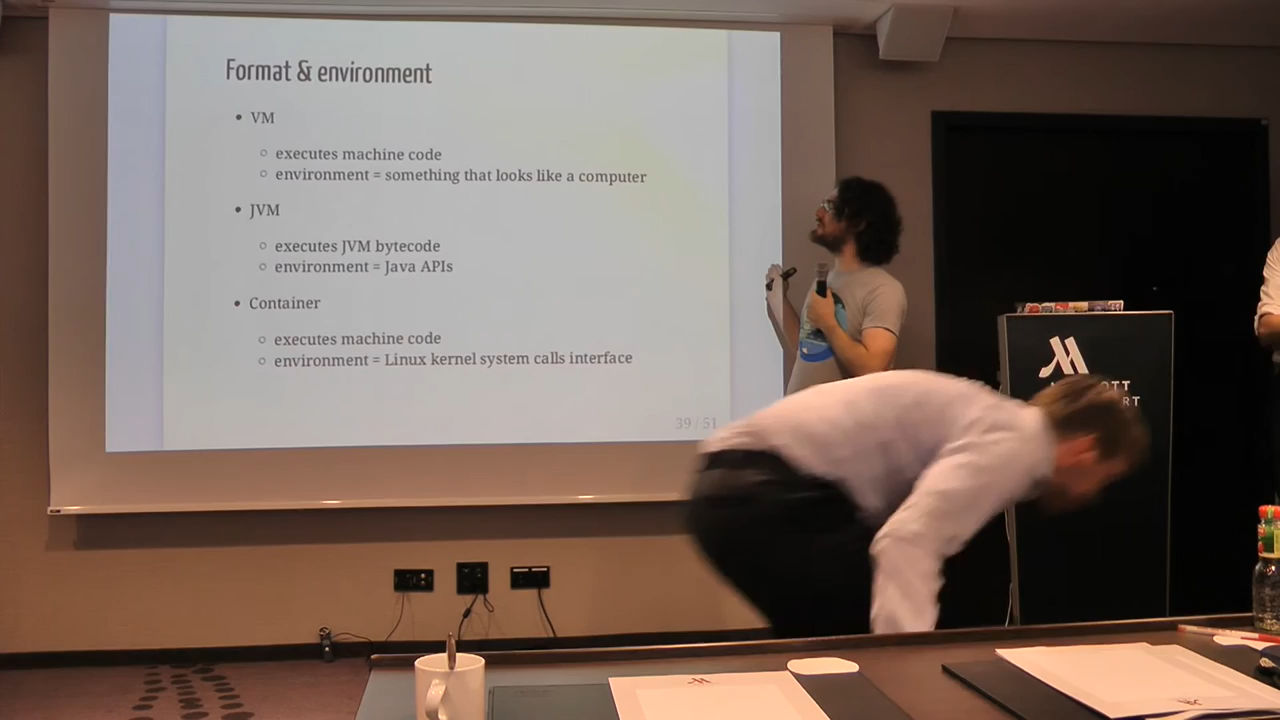 Format & environment
• VM
○ executes machine code
○ environment = something that looks like a computer
• JVM
○ executes JVM bytecode
○ environment = Java APIs
• Container
○ executes machine code
○ environment = Linux kernel system calls interface
39 / 51